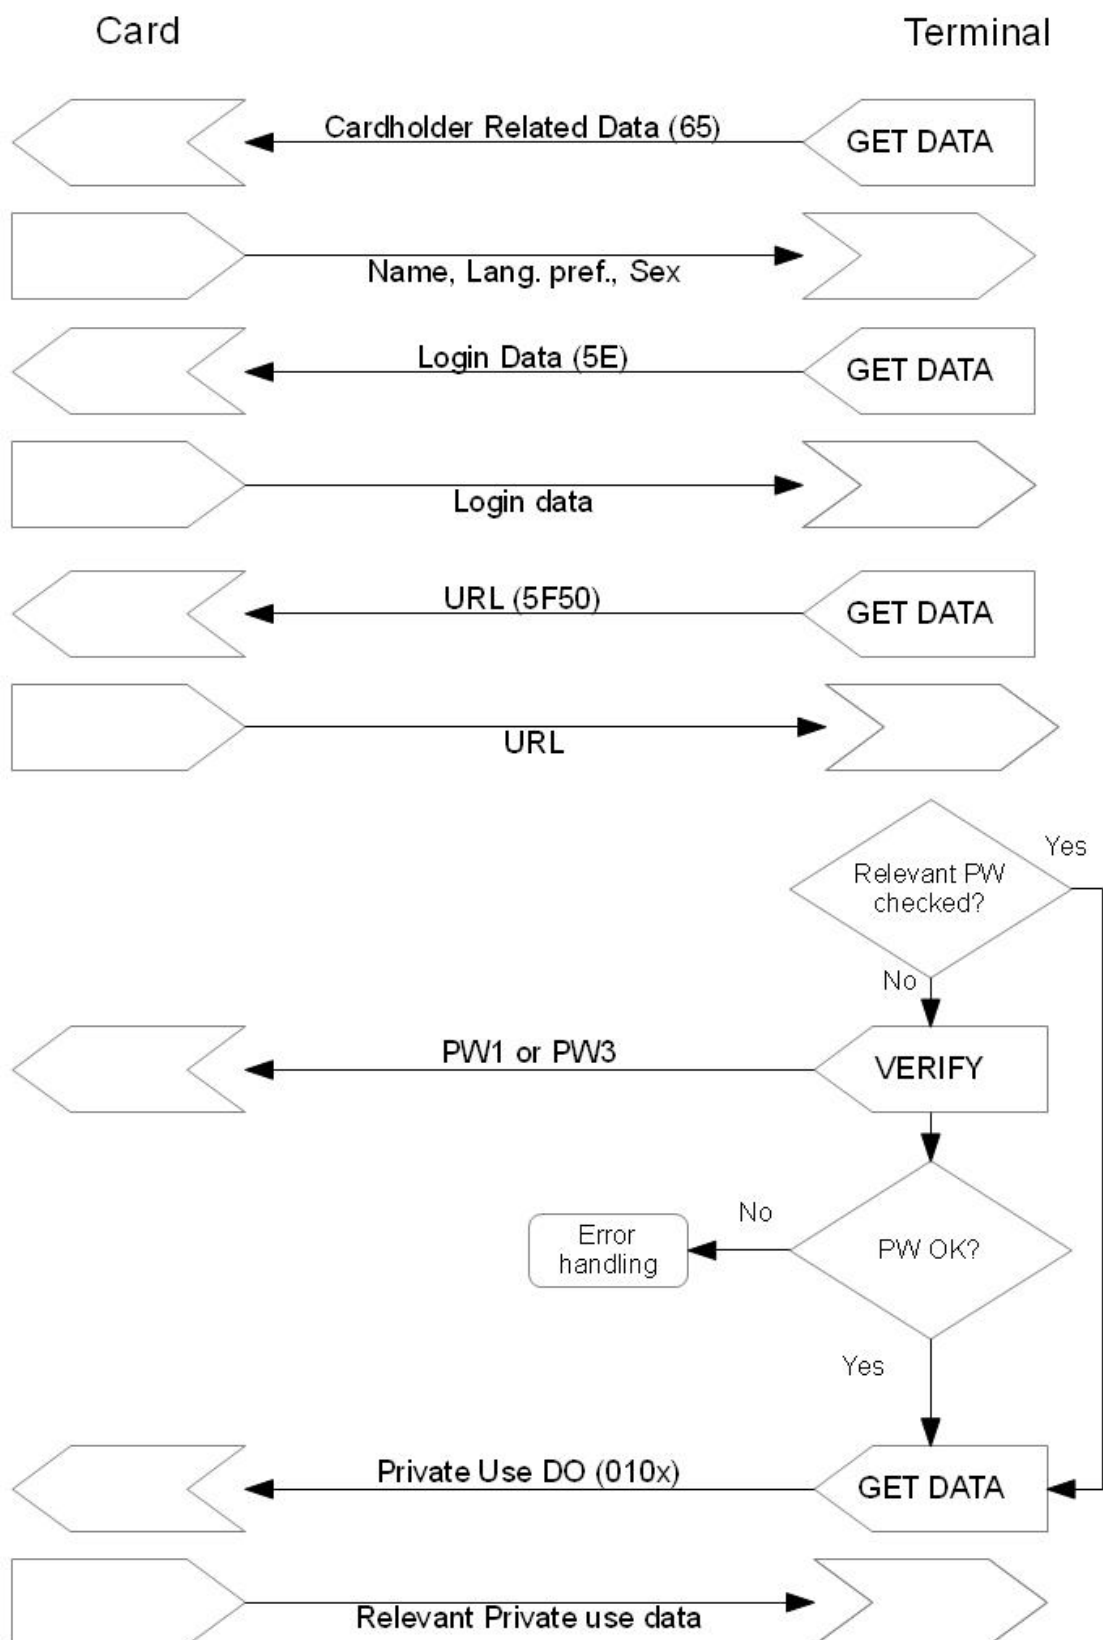 Card
Terminal
Cardholder Related Data (65)
GET DATA
Name, Lang. pref., Sex
Login Data (5E)
GET DATA
Login data
URL (5F50)
GET DATA
URL
Relevant PW
checked?
Yes
No
PW1 or PW3
VERIFY
PW OK?
No
Error
handling
Yes
Private Use DO (010x)
GET DATA
Relevant Private use data